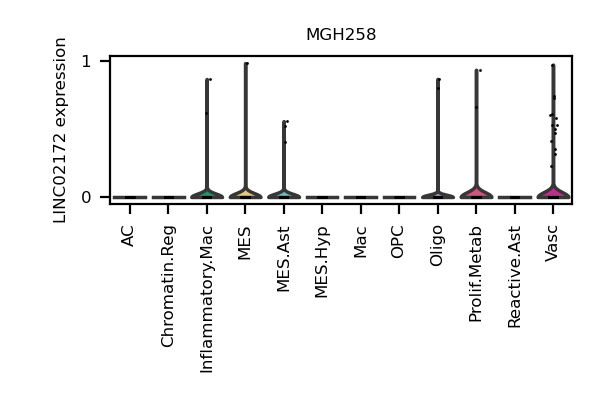 MGH258
LINC02172 expression
1
0
AC
Chromatin.Reg
Inflammatory.Mac
MES
MES.Ast
MES.Hyp
Mac
OPC
Oligo
Prolif.Metab
Reactive.Ast
Vasc